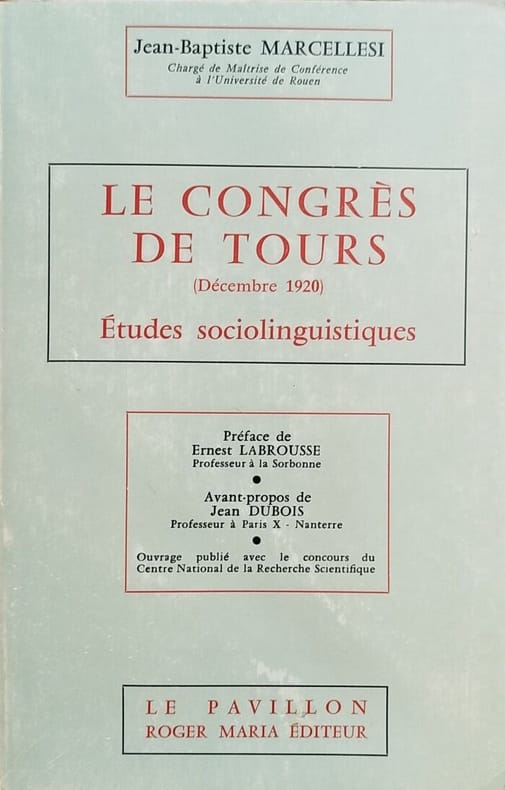 Jean-Baptiste MARCELLESI
Chargé de Maîtrise de Conférence
à l'Université de Rouen
LE CONGRÈS
DE TOURS
(Décembre 1920)
Études sociolinguistiques
Préface de
Ernest LABROUSSE
Professeur à la Sorbonne
●
Avant-propos de
Jean DUBOIS
Professeur à Paris X - Nanterre
●
Ouvrage publié avec le concours du
Centre National de la Recherche Scientifique
LE PAVILLON
ROGER MARIA ÉDITEUR